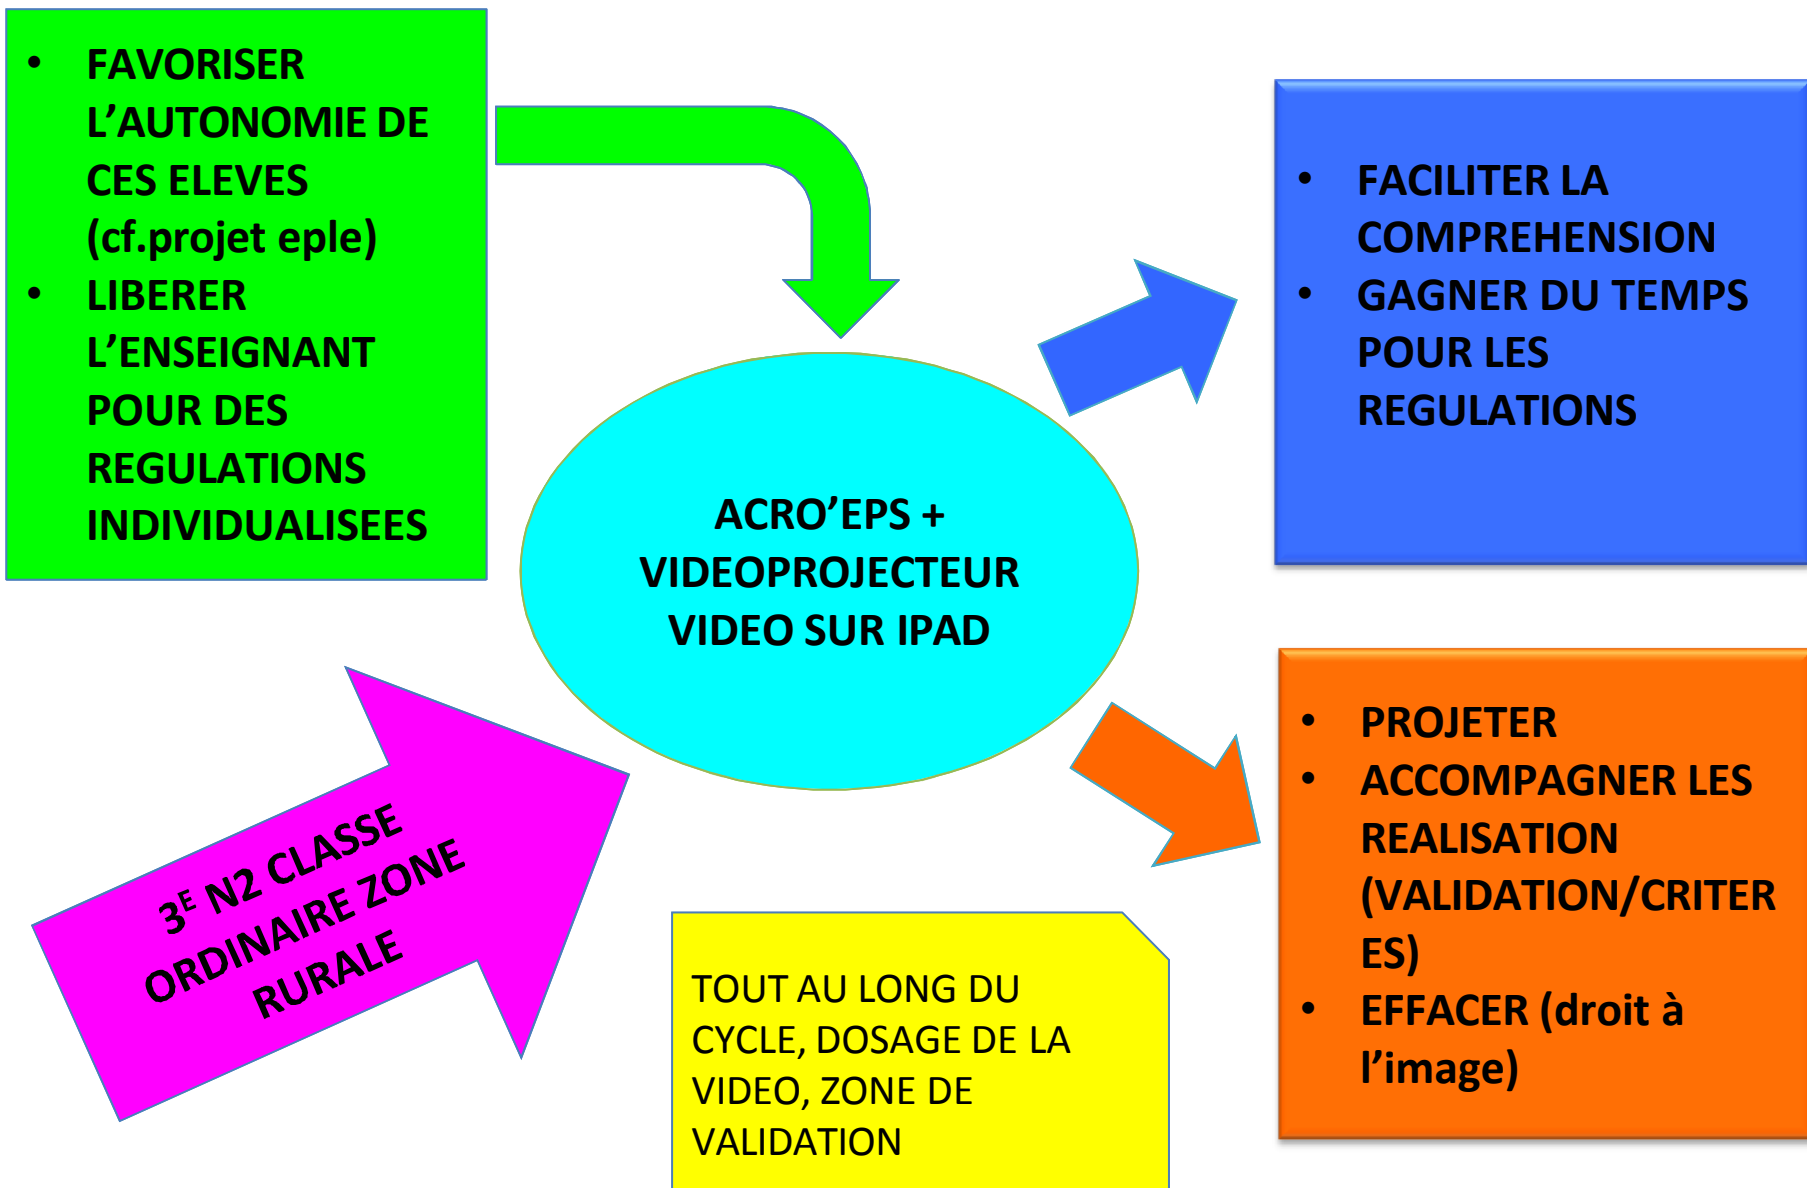 • FAVORISER
L’AUTONOMIE DE
CES ELEVES
(cf.projet eple)
• LIBERER
L’ENSEIGNANT
POUR DES
REGULATIONS
INDIVIDUALISEES
ACRO’EPS +
VIDEOPROJECTEUR
VIDEO SUR IPAD
• FACILITER LA
COMPREHENSION
• GAGNER DU TEMPS
POUR LES
REGULATIONS
3E N2 CLASSE
ORDINAIRE ZONE
RURALE
TOUT AU LONG DU
CYCLE, DOSAGE DE LA
VIDEO, ZONE DE
VALIDATION
• PROJETER
• ACCOMPAGNER LES
REALISATION
(VALIDATION/CRITER
ES)
• EFFACER (droit à
l’image)